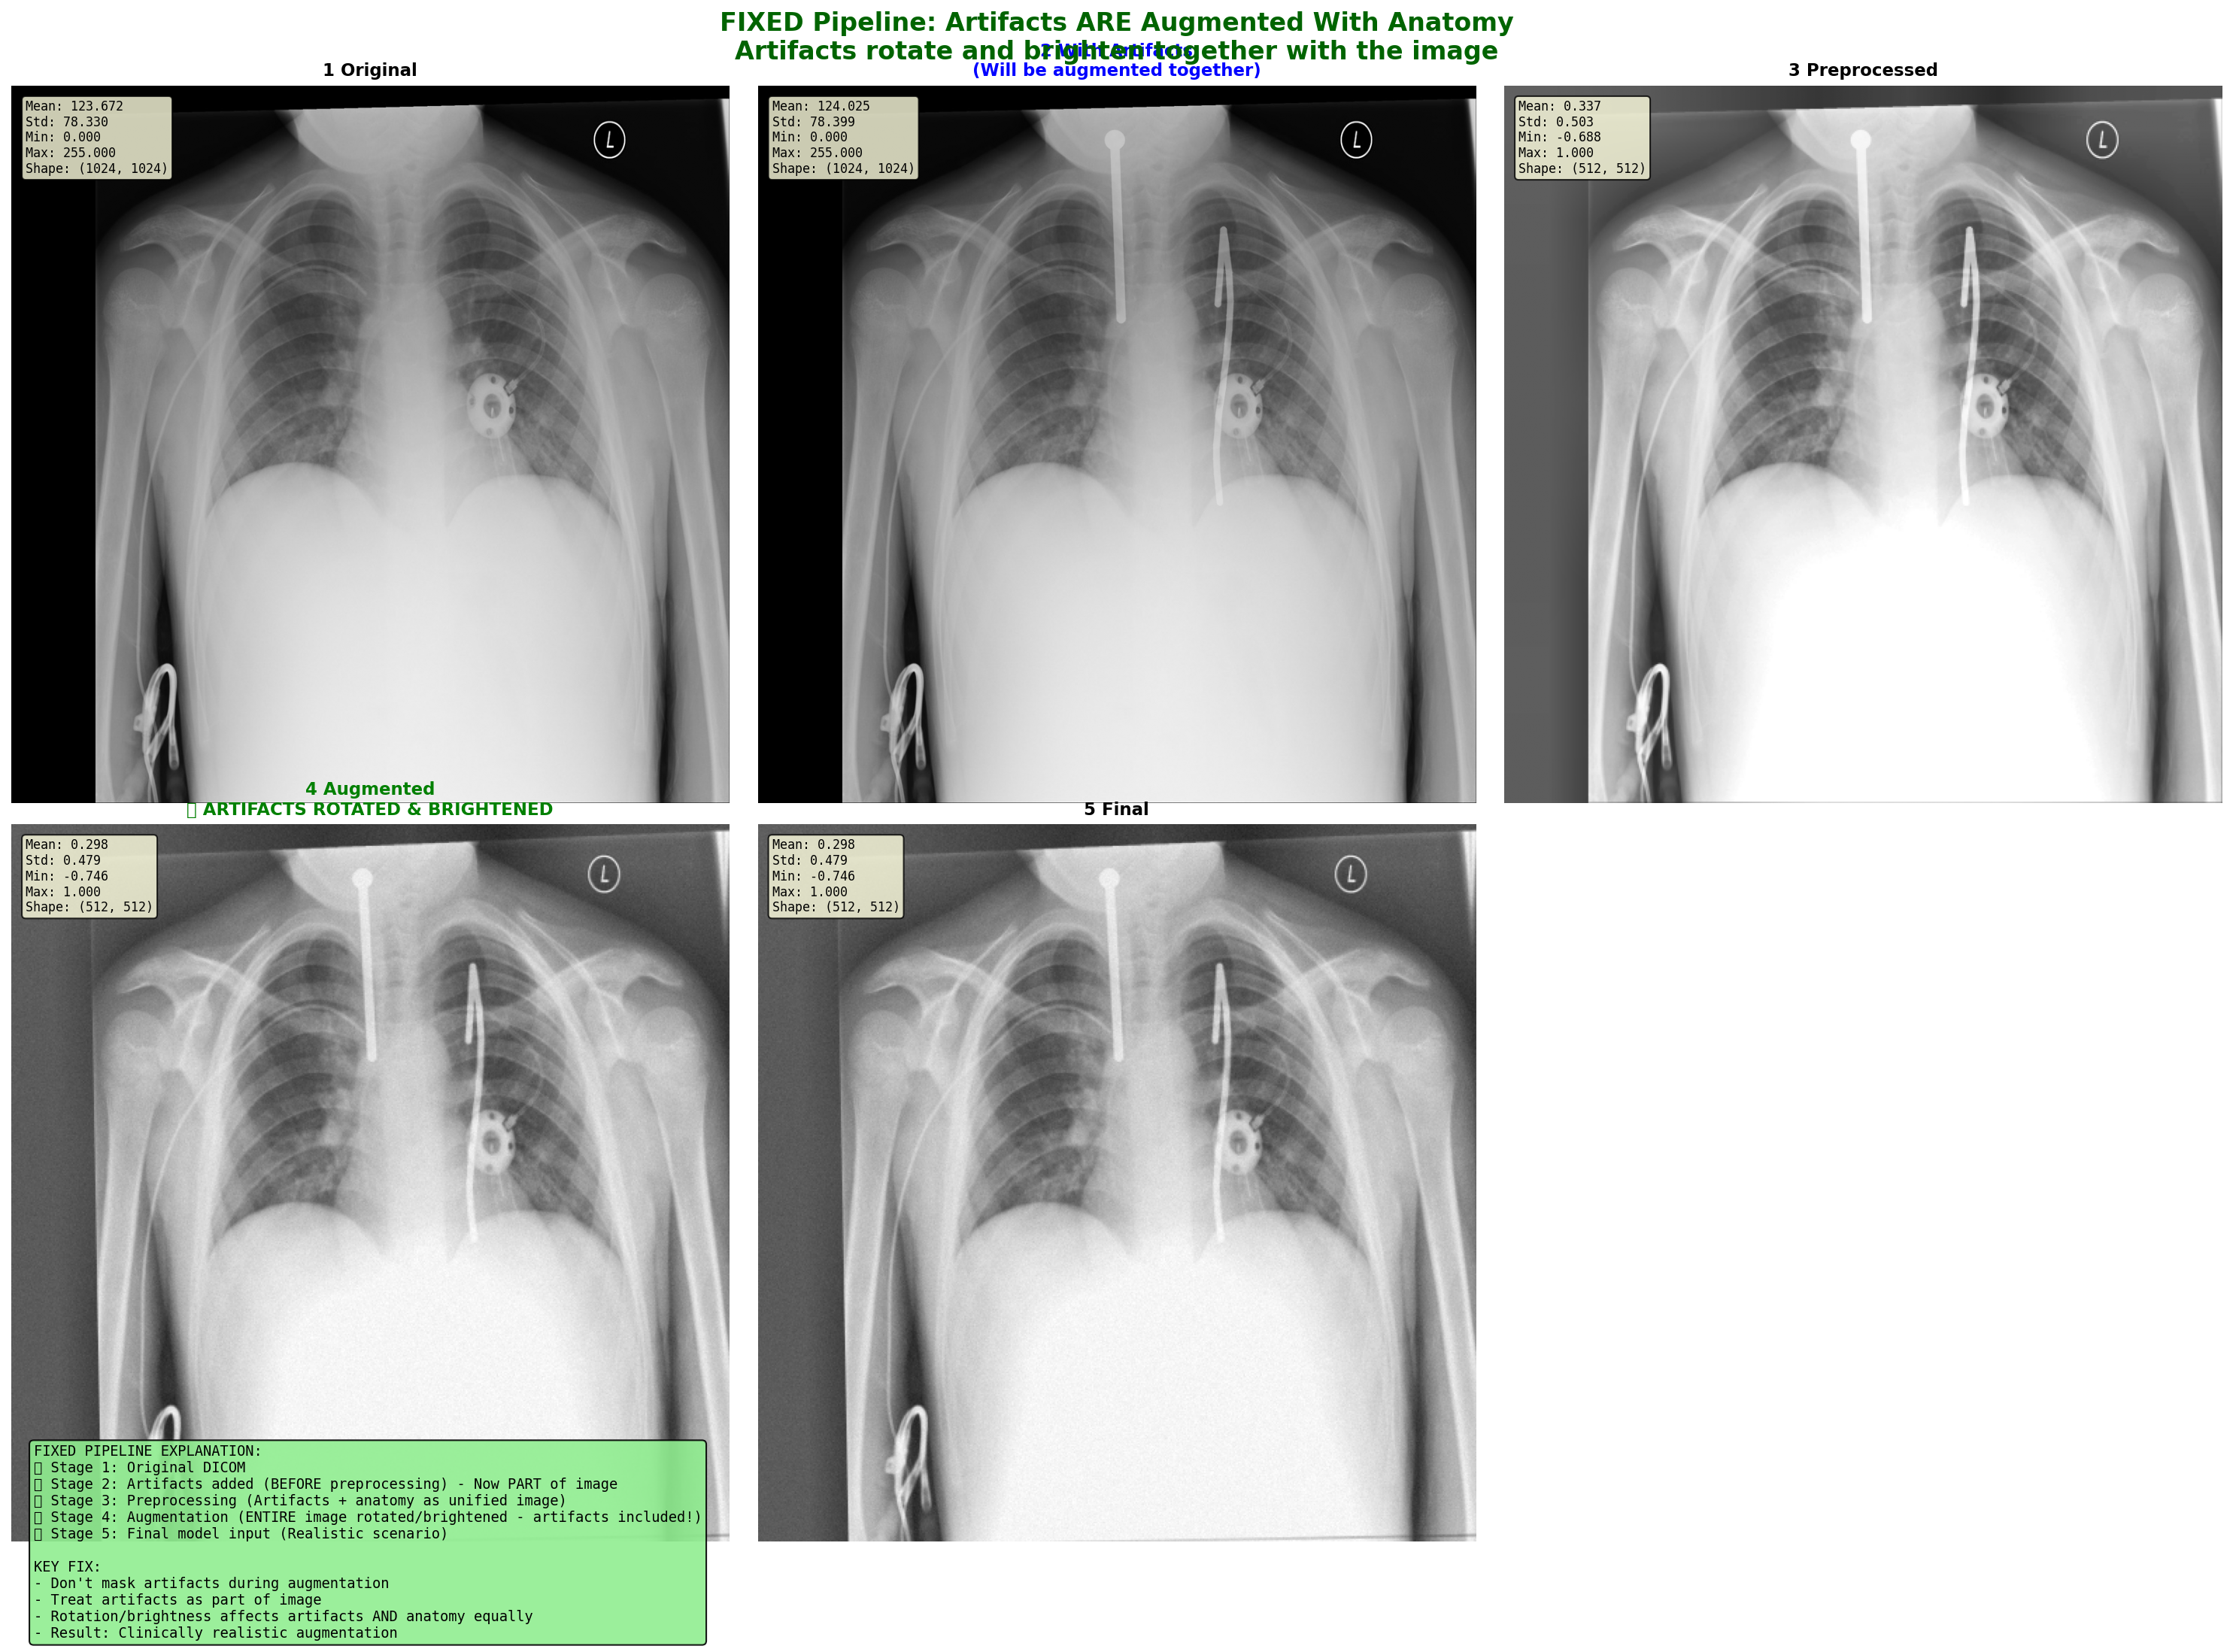 FIXED Pipeline: Artifacts ARE Augmented With Anatomy
Artifacts rotate and brighten together with the image
1 Original
2 With Artifacts
(Will be augmented together)
3 Preprocessed
Mean: 123.672
Std: 78.330
Min: 0.000
Max: 255.000
Shape: (1024, 1024)
L
Mean: 124.025
Std: 78.399
Min: 0.000
Max: 255.000
Shape: (1024, 1024)
L
Mean: 0.337
Std: 0.503
Min: -0.688
Max: 1.000
Shape: (512, 512)
L
4 Augmented
▯ ARTIFACTS ROTATED & BRIGHTENED
5 Final
Mean: 0.298
Std: 0.479
Min: -0.746
Max: 1.000
Shape: (512, 512)
L
Mean: 0.298
Std: 0.479
Min: -0.746
Max: 1.000
Shape: (512, 512)
L
FIXED PIPELINE EXPLANATION:
▯ Stage 1: Original DICOM
▯ Stage 2: Artifacts added (BEFORE preprocessing) - Now PART of image
▯ Stage 3: Preprocessing (Artifacts + anatomy as unified image)
▯ Stage 4: Augmentation (ENTIRE image rotated/brightened - artifacts included!)
▯ Stage 5: Final model input (Realistic scenario)
KEY FIX:
- Don't mask artifacts during augmentation
- Treat artifacts as part of image
- Rotation/brightness affects artifacts AND anatomy equally
- Result: Clinically realistic augmentation